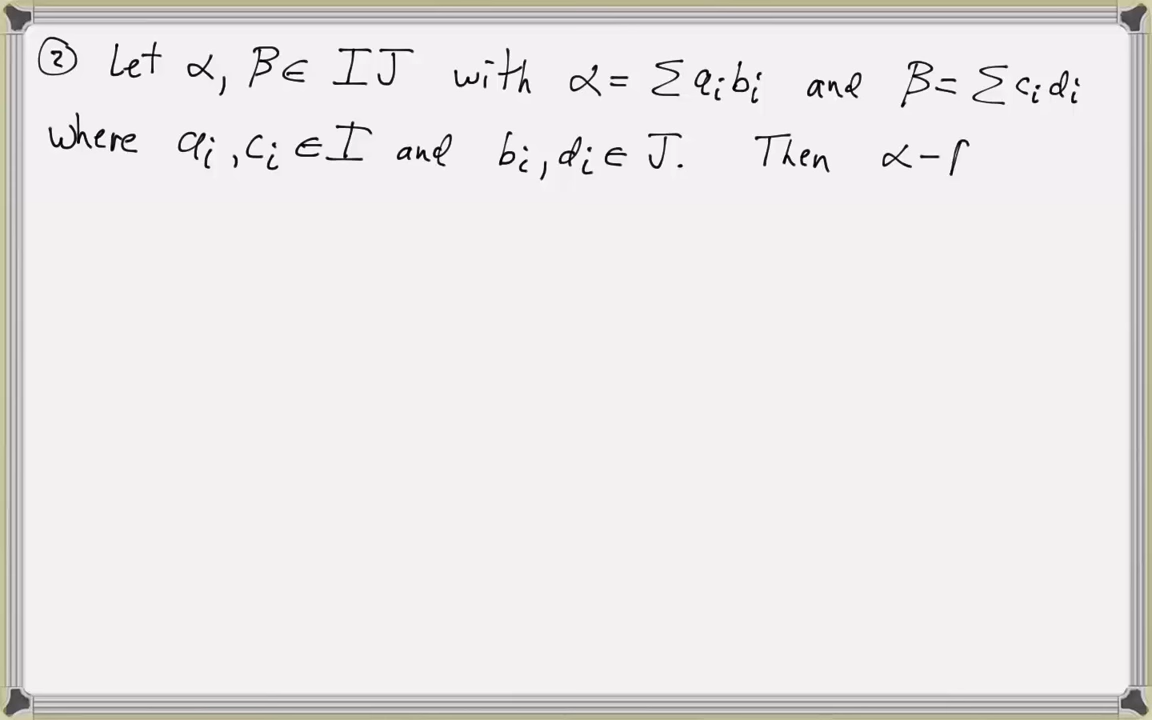 ② Let α, β ∈ IJ with α = Σ aᵢbᵢ and β = Σ cᵢdᵢ
where aᵢ, cᵢ ∈ I and bᵢ, dᵢ ∈ J. Then α −